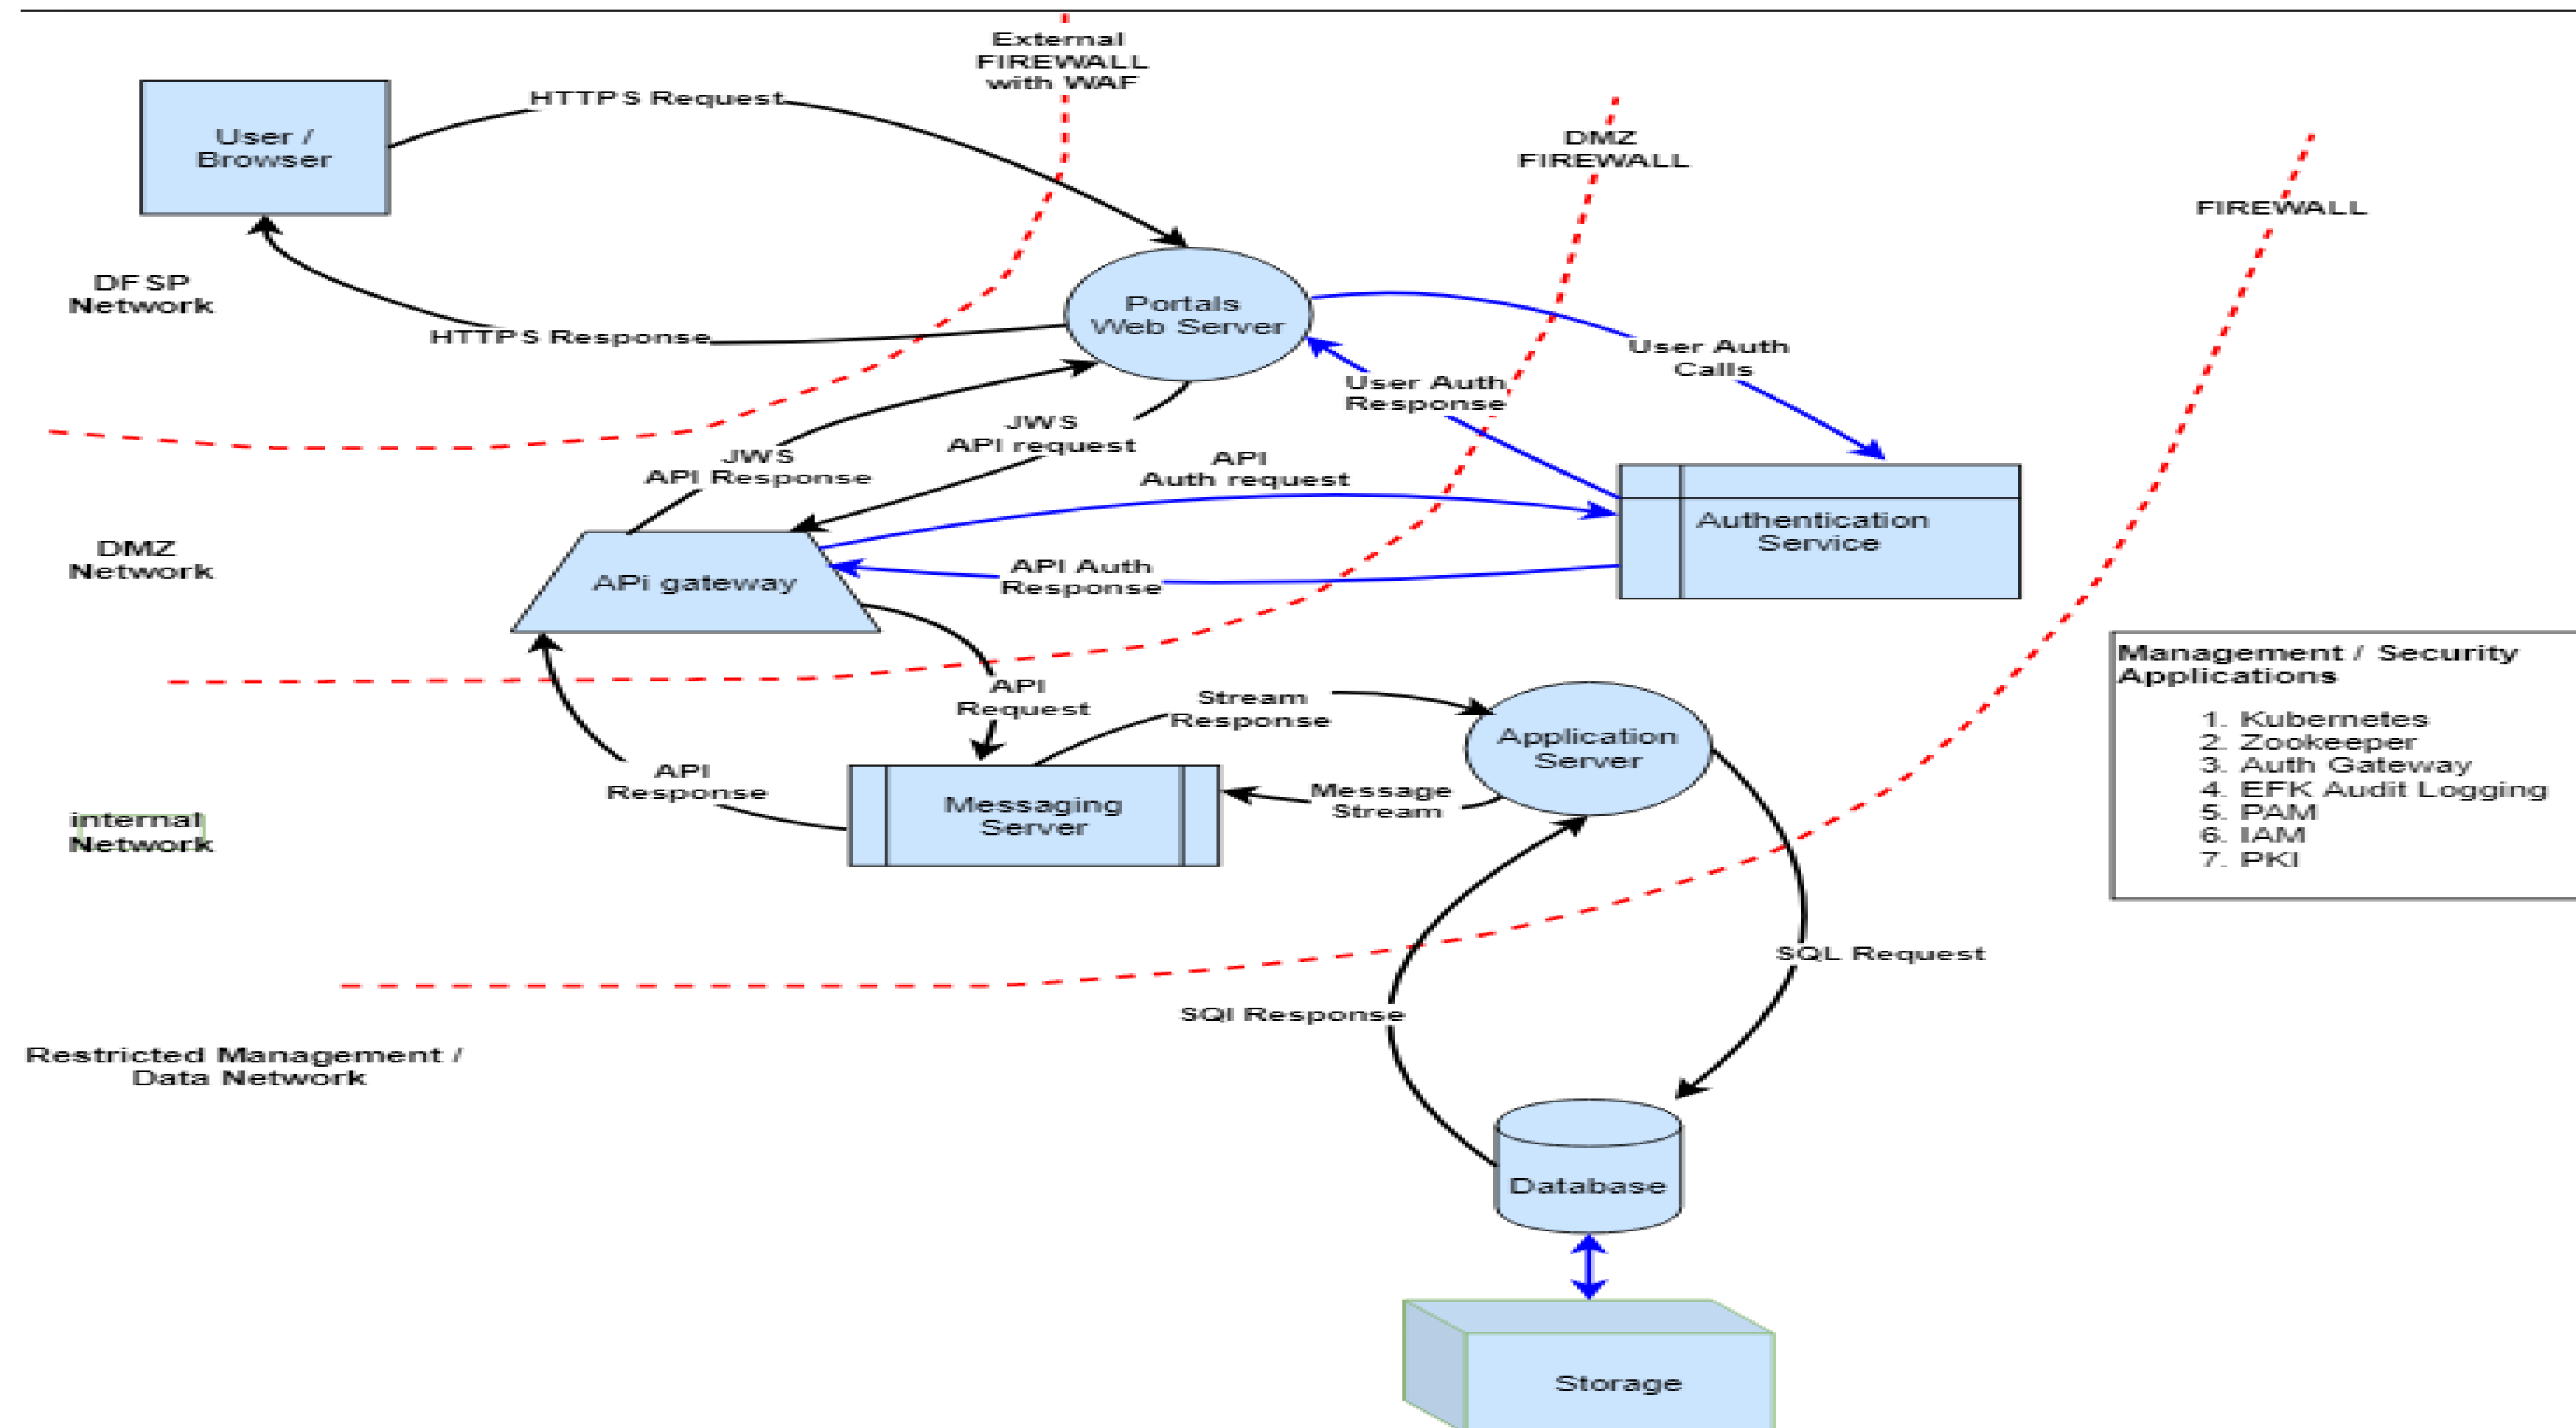 External
FIREWALL
with WAF
HTTPS Request
User /
Browser
DMZ
FIREWALL
FIREWALL
DFSP
Network
Portals
Web Server
HTTPS Response
User Auth
Calls
User Auth
Response
JWS
API request
JWS
API Response
API
Auth request
Authentication
Service
DMZ
Network
APi gateway
API Auth
Response
Management / Security
Applications
1. Kubernetes
2. Zookeeper
3. Auth Gateway
4. EFK Audit Logging
5. PAM
6. IAM
7. PKI
API
Request
Stream
Response
Application
Server
API
Response
Messaging
Server
Message
Stream
internal
Network
SQL Request
SQl Response
Restricted Management /
Data Network
Database
Storage